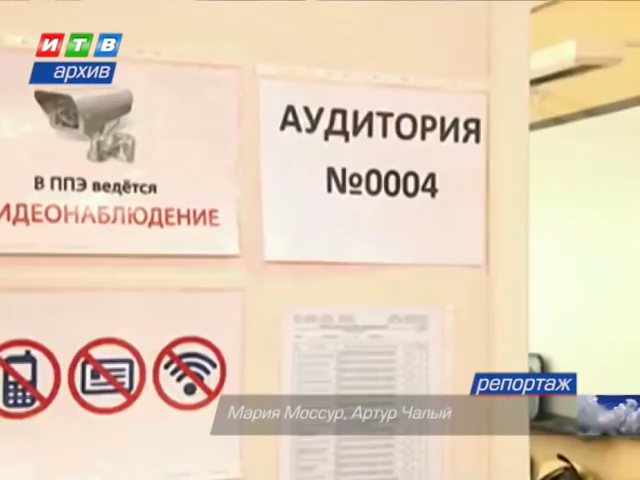 ИТВ
архив
В ППЭ ведётся
ИДЕОНАБЛЮДЕНИЕ
АУДИТОРИЯ
№0004
репортаж
Мария Моссур, Артур Чалый